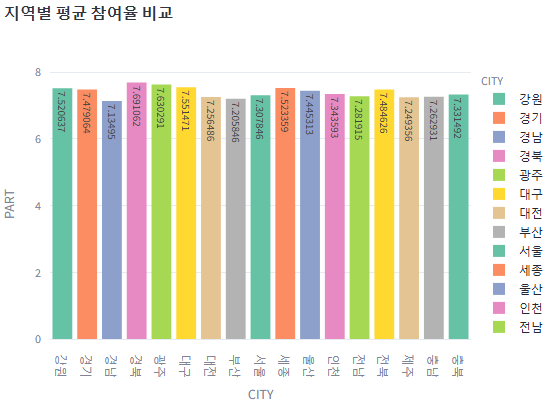 지역별 평균 참여율 비교
8
6
4
2
0
PART
7.520637
7.479064
7.13495
7.691062
7.630291
7.551471
7.256486
7.205846
7.307846
7.523359
7.445313
7.343593
7.281915
7.484626
7.249356
7.262931
7.331492
강원
경기
경남
경북
광주
대구
대전
부산
서울
세종
울산
인천
전남
전북
제주
충남
충북
CITY
CITY
강원
경기
경남
경북
광주
대구
대전
부산
서울
세종
울산
인천
전남